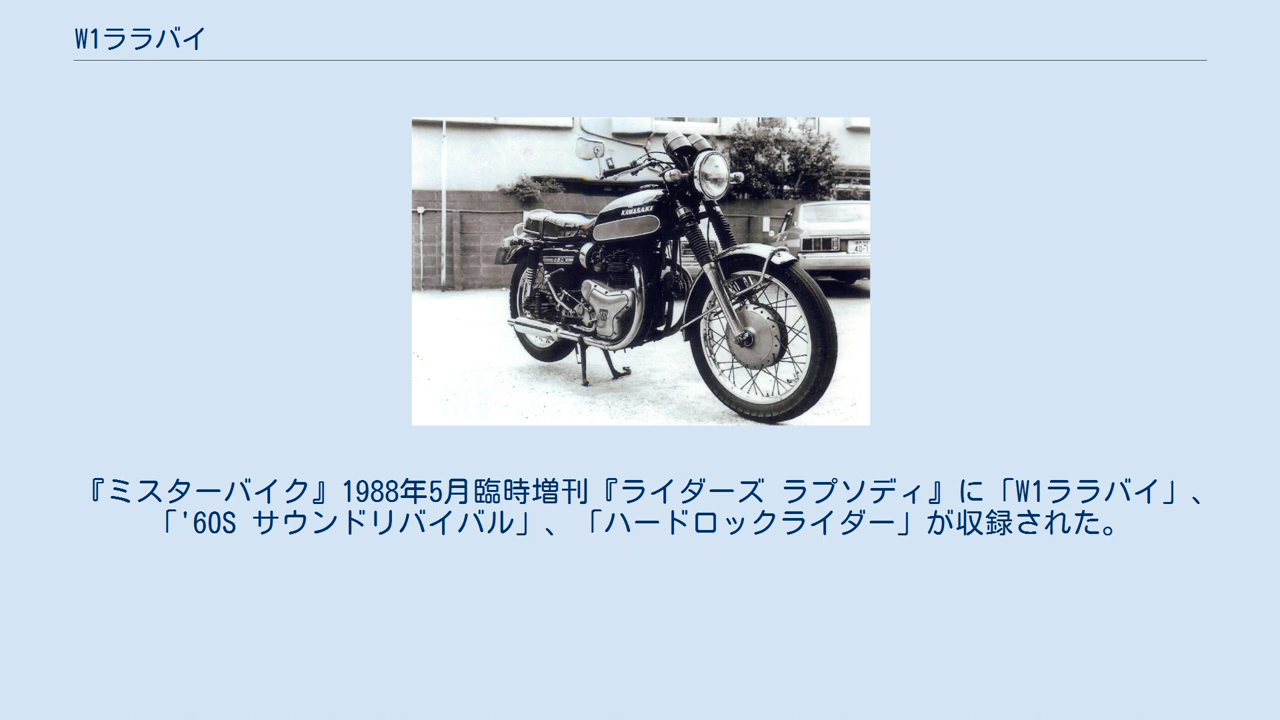 W1ララバイ
KAWASAKI
『ミスターバイク』1988年5月臨時増刊『ライダーズ ラプソディ』に「W1ララバイ」、
「'60S サウンドリバイバル」、「ハードロックライダー」が収録された。